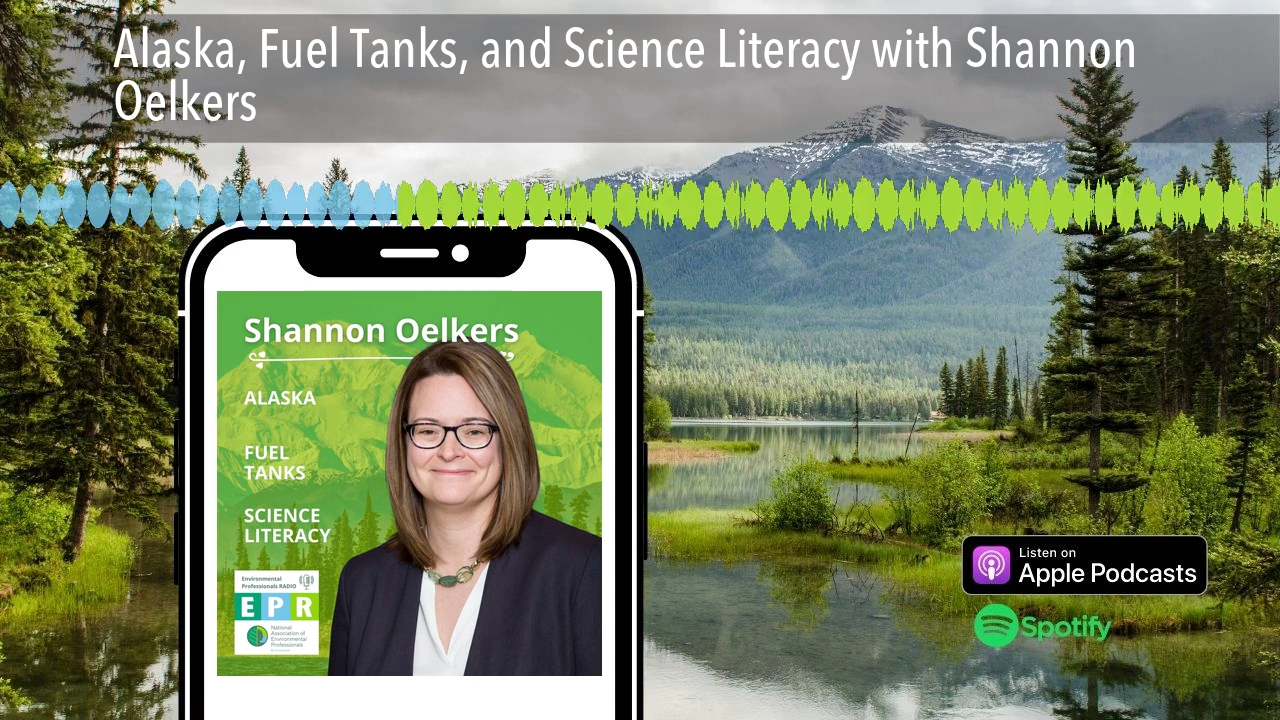 Alaska, Fuel Tanks, and Science Literacy with Shannon
Oelkers
Shannon Oelkers
ALASKA
FUEL
TANKS
SCIENCE
LITERACY
Environmental
Professionals RADIO
E P R
National
Association of
Environmental
Professionals
Listen on
Apple Podcasts
Spotify